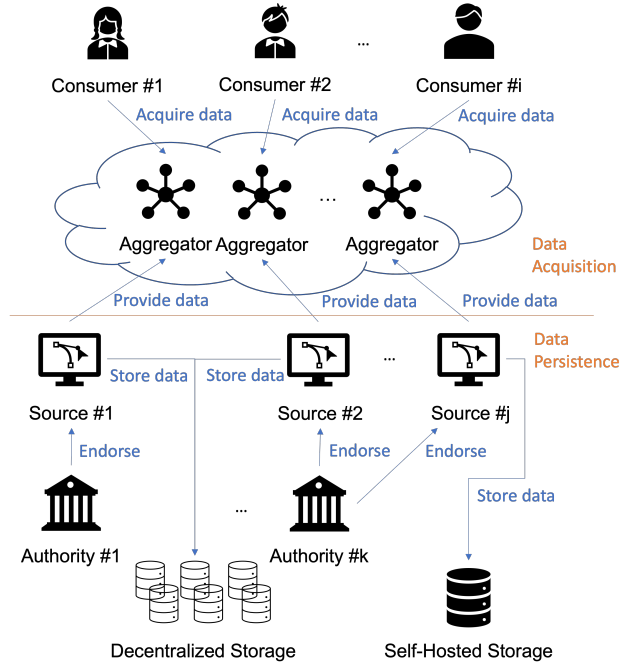 Consumer #1
Consumer #2
...
Consumer #i
Acquire data
Acquire data
Acquire data
...
Aggregator
Aggregator
Aggregator
Data
Acquisition
Provide data
Provide data
Provide data
Data
Persistence
...
Store data
Store data
Source #1
Source #2
Source #j
Endorse
Endorse
Endorse
Store data
...
Authority #1
Authority #k
Decentralized Storage
Self-Hosted Storage